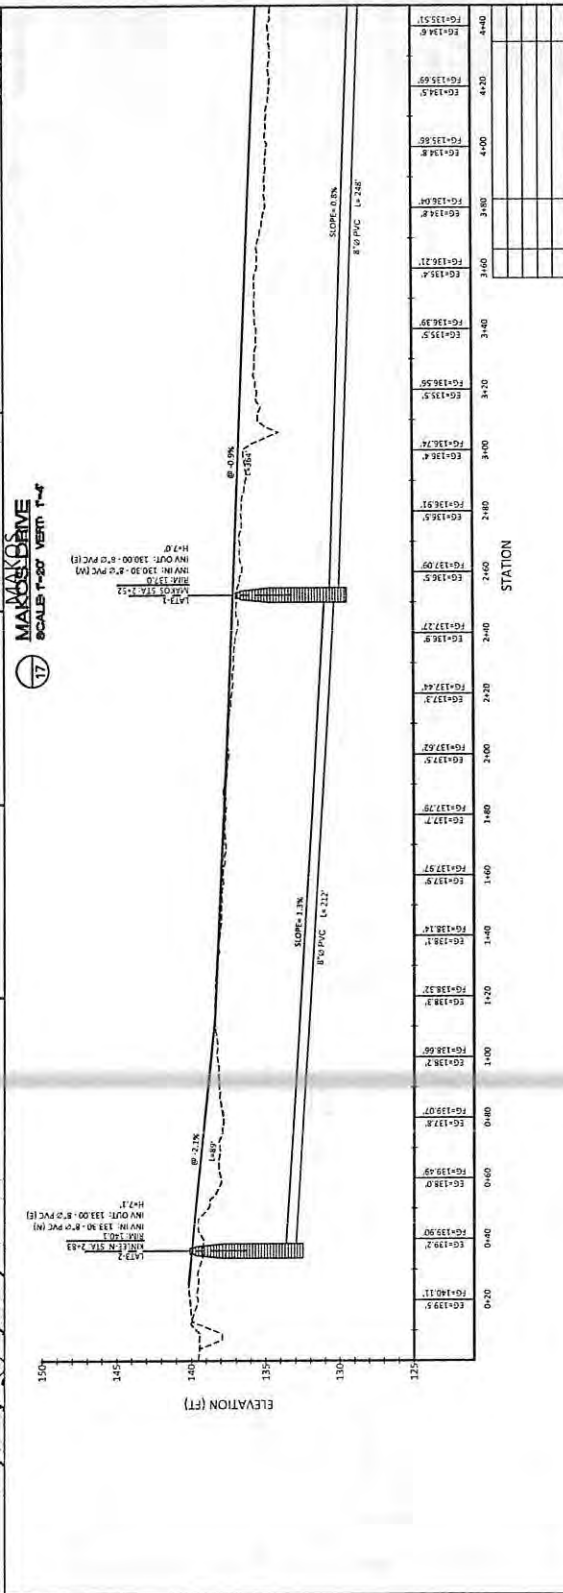 MAKOS
17
MAKOS DRIVE
SCALE: 1"=20' VERT: 1"=4'
LAT3-2
KINLEE-N STA: 2+83
RIM: 140.1
INV IN: 133.30 - 8"Ø PVC (N)
INV OUT: 133.00 - 8"Ø PVC (E)
H=7.1'
LAT3-1
MAKOS STA: 2+52
RIM: 137.0
INV IN: 130.30 - 8"Ø PVC (W)
INV OUT: 130.00 - 8"Ø PVC (E)
H=7.0'
@ -2.1%
L=89'
@ -0.9%
L=364'
SLOPE= 1.3%
8"Ø PVC L= 212'
SLOPE= 0.8%
8"Ø PVC L= 248'
ELEVATION (FT)
150
145
140
135
130
125
EG=139.5' FG=140.11'
EG=139.2' FG=139.90'
EG=138.0' FG=139.49'
EG=137.8' FG=139.07'
EG=138.2' FG=138.66'
EG=138.3' FG=138.32'
EG=138.1' FG=138.14'
EG=137.9' FG=137.97'
EG=137.7' FG=137.79'
EG=137.5' FG=137.62'
EG=137.3' FG=137.44'
EG=136.9' FG=137.27'
EG=136.5' FG=137.09'
EG=136.5' FG=136.91'
EG=136.4' FG=136.74'
EG=135.5' FG=136.56'
EG=135.5' FG=136.39'
EG=135.4' FG=136.21'
EG=134.8' FG=136.04'
EG=134.8' FG=135.86'
EG=134.5' FG=135.69'
EG=134.6' FG=135.51'
0+20
0+40
0+60
0+80
1+00
1+20
1+40
1+60
1+80
2+00
2+20
2+40
2+60
2+80
3+00
3+20
3+40
3+60
3+80
4+00
4+20
4+40
STATION